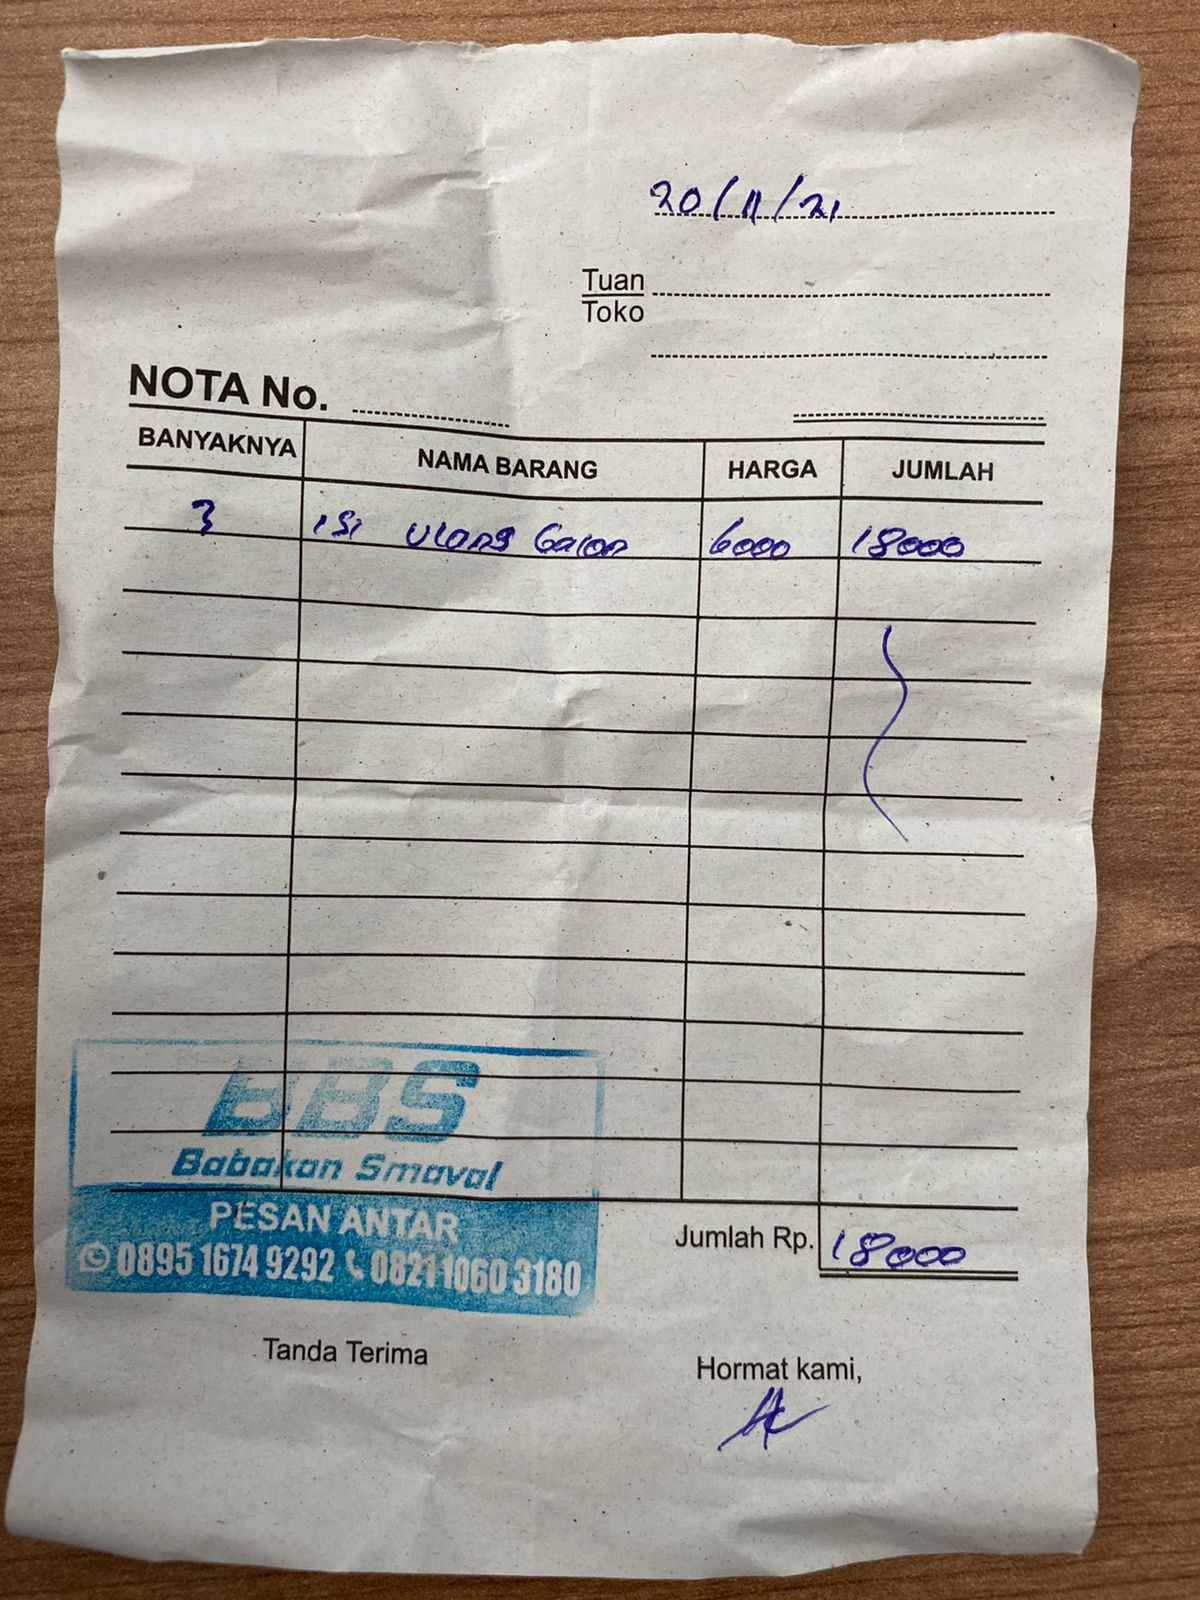 20/11/21
Tuan
Toko
NOTA No.
BANYAKNYA NAMA BARANG HARGA JUMLAH
3 isi ulang Galon 6000 18000
BBS
Babakan Smaval
PESAN ANTAR
0895 1674 9292 0821 1060 3180
Jumlah Rp. 18000
Tanda Terima
Hormat kami,